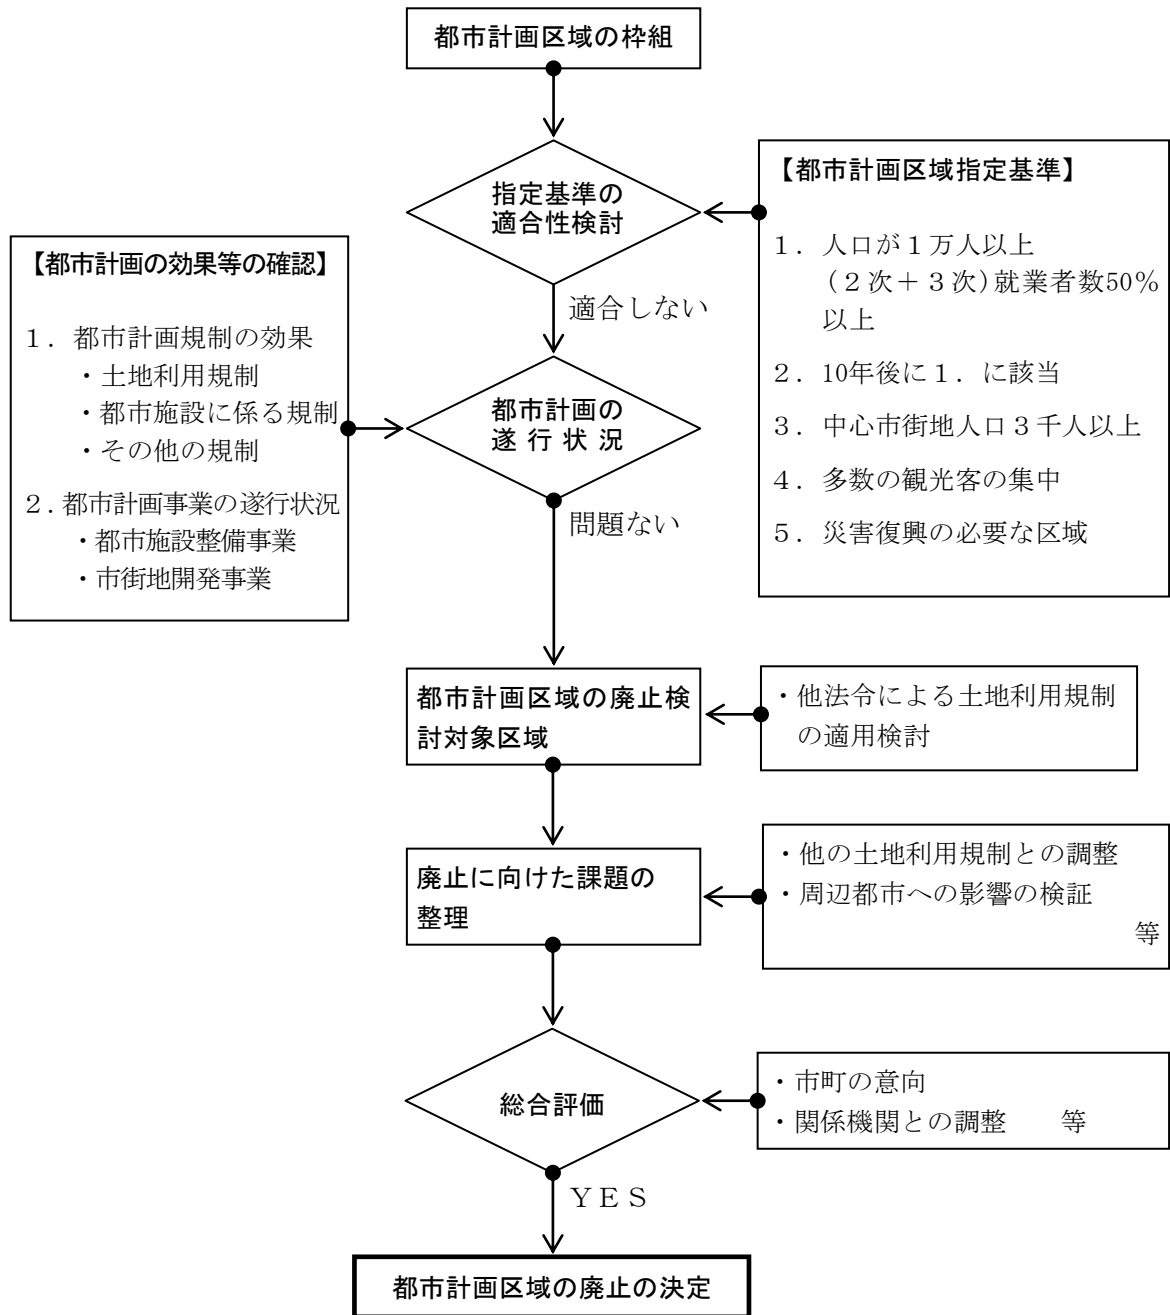 都市計画区域の枠組
指定基準の
適合性検討
【都市計画区域指定基準】
１．人口が１万人以上
（２次＋３次）就業者数50％
以上
２．10年後に１．に該当
３．中心市街地人口３千人以上
４．多数の観光客の集中
５．災害復興の必要な区域
適合しない
【都市計画の効果等の確認】
１．都市計画規制の効果
・土地利用規制
・都市施設に係る規制
・その他の規制
２．都市計画事業の遂行状況
・都市施設整備事業
・市街地開発事業
都市計画の
遂行状況
問題ない
都市計画区域の廃止検
討対象区域
・他法令による土地利用規制
の適用検討
廃止に向けた課題の
整理
・他の土地利用規制との調整
・周辺都市への影響の検証
等
総合評価
・市町の意向
・関係機関との調整　　等
ＹＥＳ
都市計画区域の廃止の決定